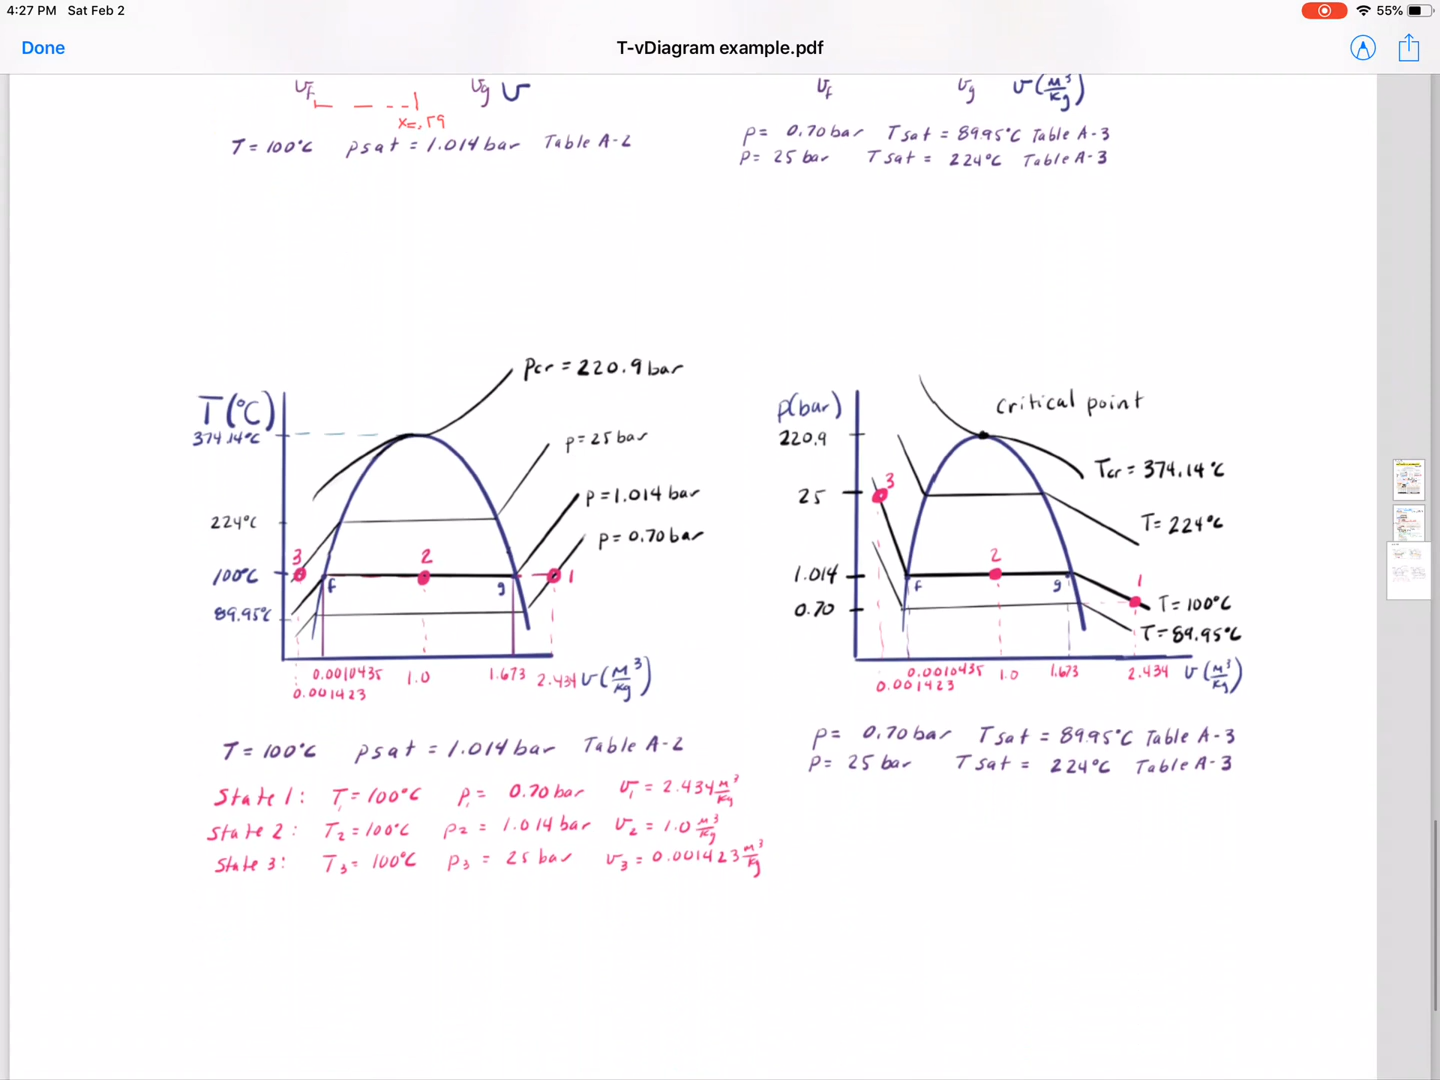 4:27 PM Sat Feb 2
55%
Done
T-vDiagram example.pdf
vf
vg v
x=.59
T = 100°C psat = 1.014 bar Table A-2
vf vg v(m³/kg)
p= 0.70 bar Tsat = 89.95°C Table A-3
p= 25 bar Tsat = 224°C Table A-3
Pcr = 220.9 bar
T(°C)
374.14°C
p=25 bar
p=1.014 bar
224°C
p= 0.70 bar
3
2
100°C
1
f
g
89.95°C
0.0010435 1.0 1.673 2.434 v(m³/kg)
0.001423
p(bar)
critical point
220.9
Tcr = 374.14°C
3
25
T= 224°C
2
1.014
f
g
1
0.70
T= 100°C
T=89.95°C
0.0010435 1.0 1.673 2.434 v(m³/kg)
0.001423
T= 100°C psat = 1.014 bar Table A-2
p= 0.70 bar Tsat = 89.95°C Table A-3
p= 25 bar Tsat = 224°C Table A-3
State 1: T1=100°C p1= 0.70 bar v1 = 2.434 m³/kg
State 2: T2=100°C p2 = 1.014 bar v2 = 1.0 m³/kg
State 3: T3= 100°C p3 = 25 bar v3 = 0.001423 m³/kg